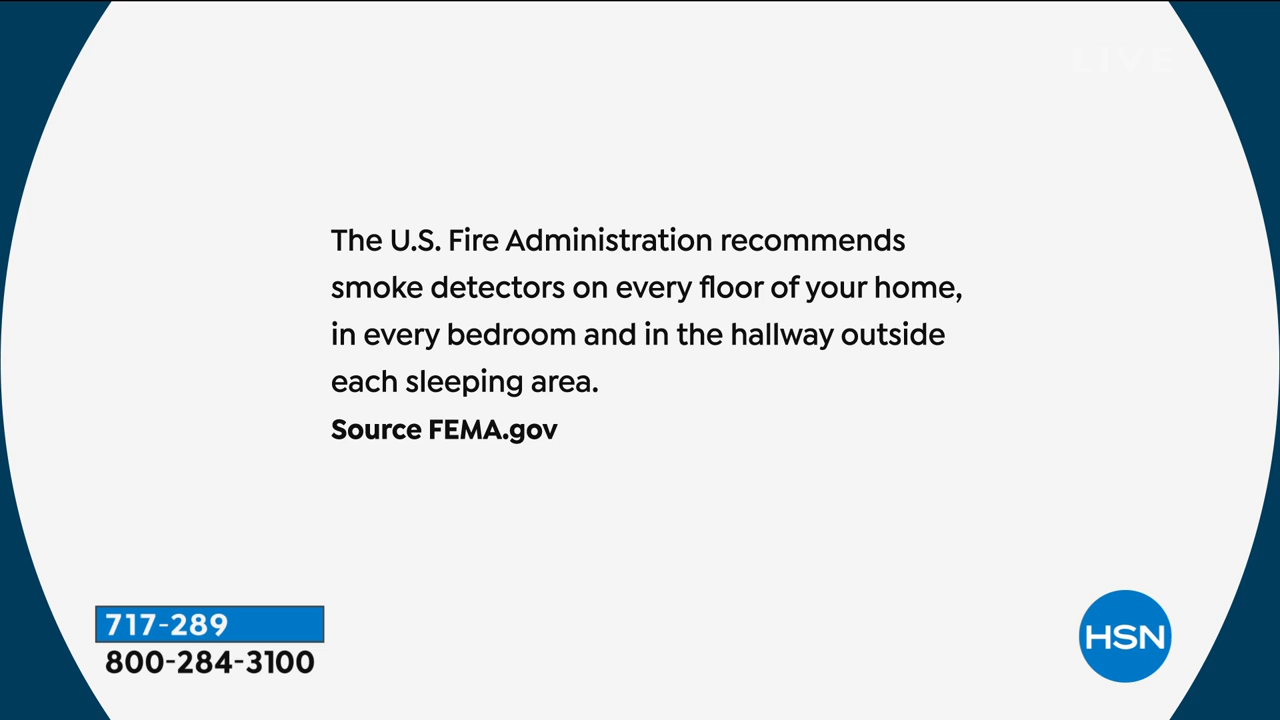 LIVE
The U.S. Fire Administration recommends
smoke detectors on every floor of your home,
in every bedroom and in the hallway outside
each sleeping area.
Source FEMA.gov
717-289
800-284-3100
HSN